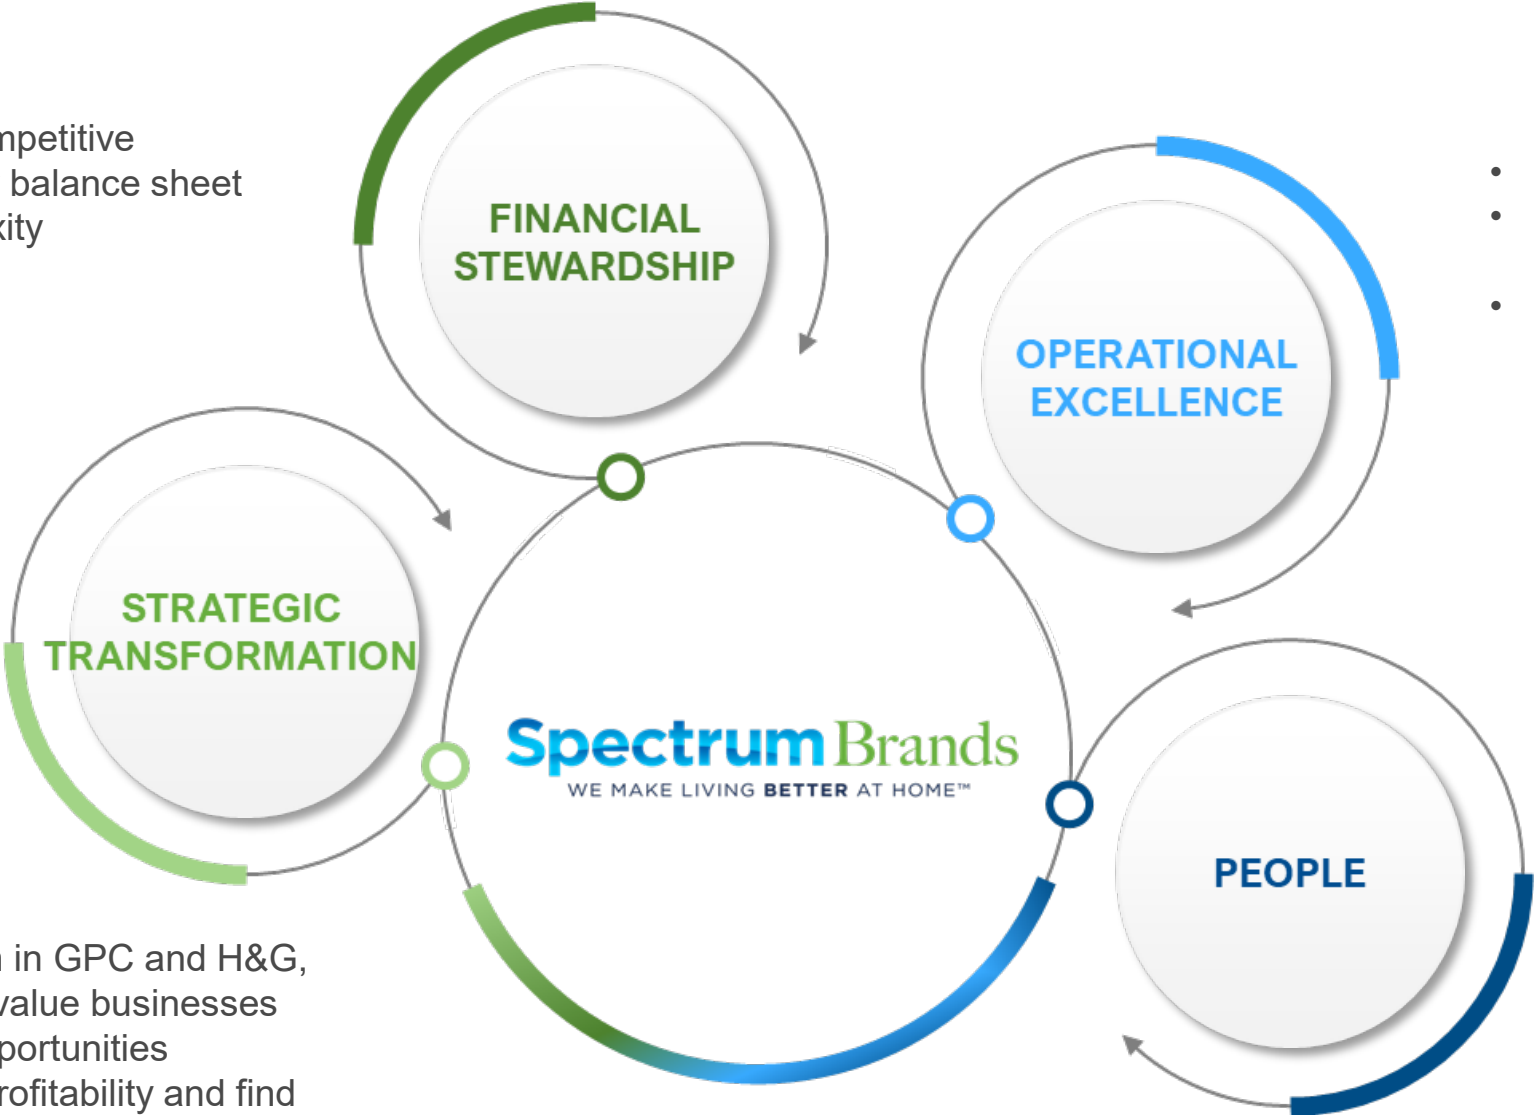 mpetitive
balance sheet
xity
FINANCIAL
STEWARDSHIP
OPERATIONAL
EXCELLENCE
STRATEGIC
TRANSFORMATION
Spectrum Brands
WE MAKE LIVING BETTER AT HOME™
PEOPLE
in GPC and H&G,
value businesses
portunities
rofitability and find